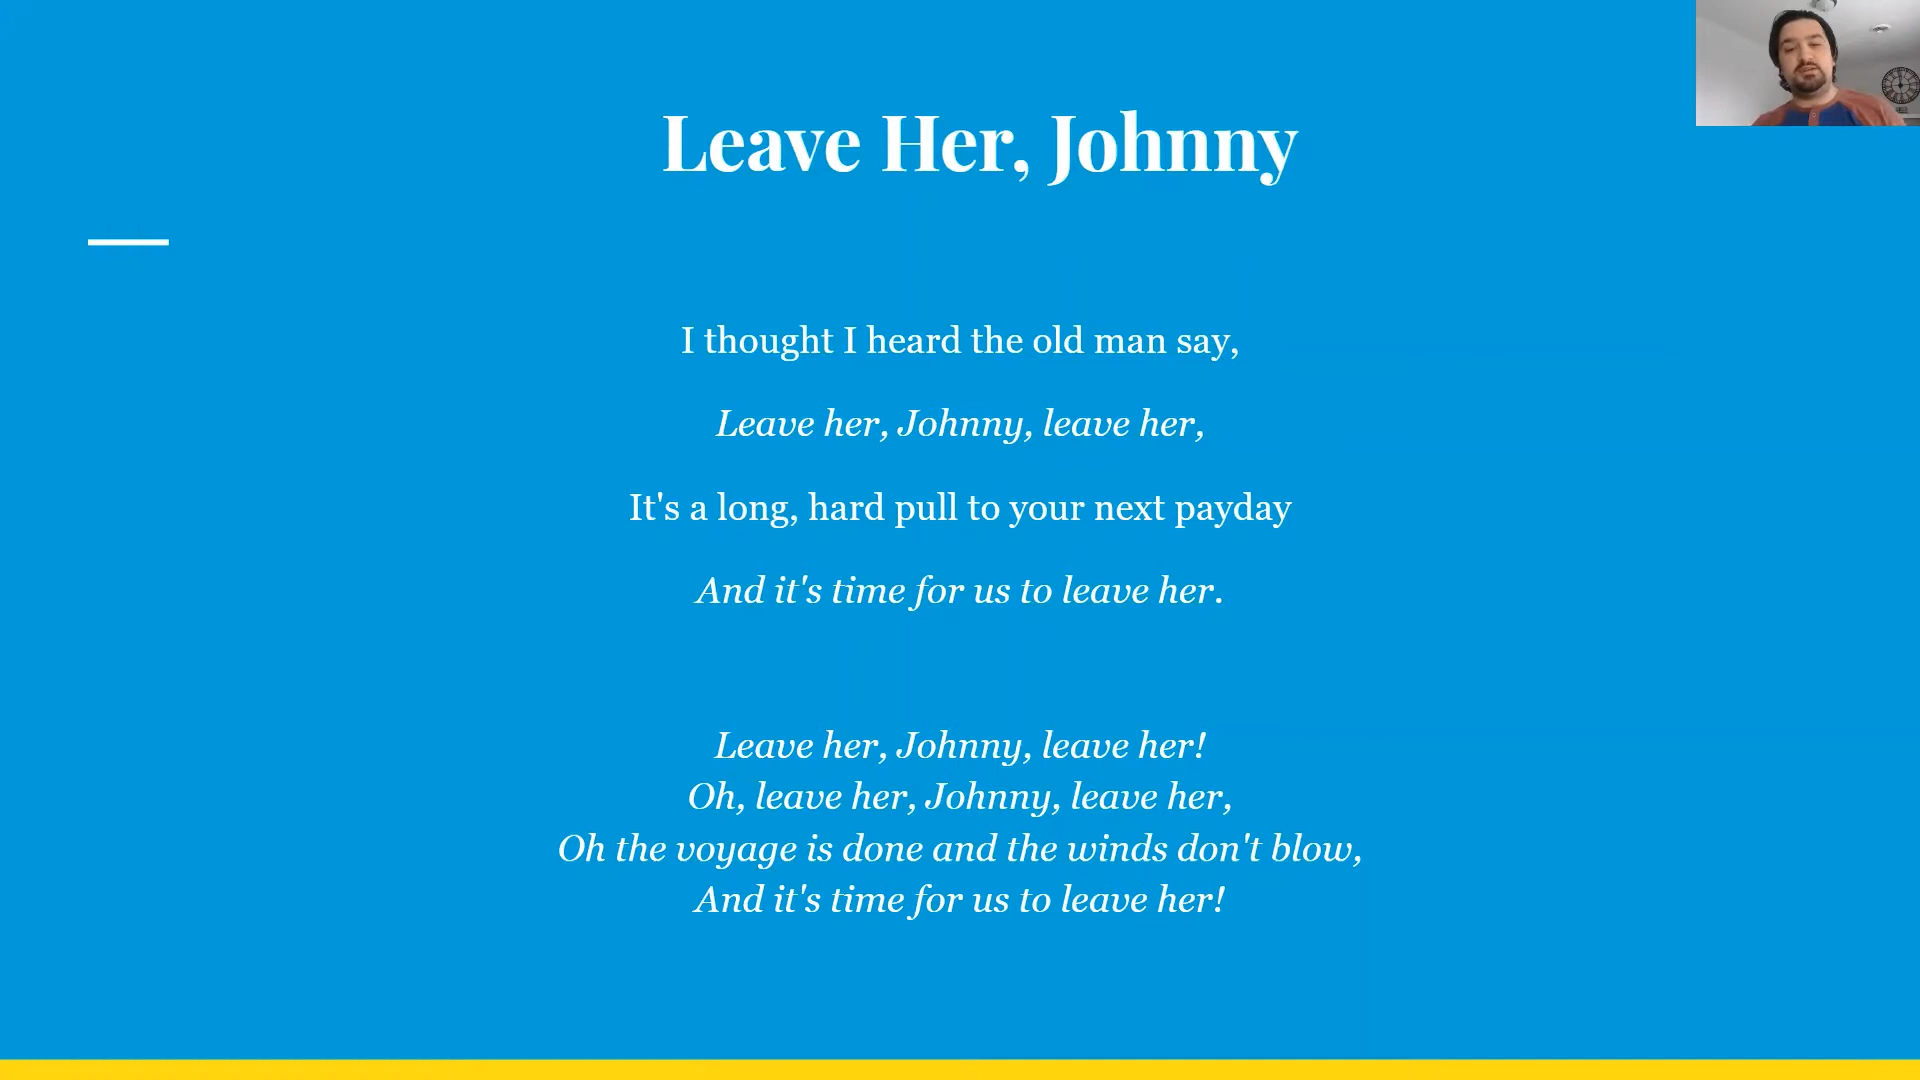 Leave Her, Johnny
I thought I heard the old man say,
Leave her, Johnny, leave her,
It's a long, hard pull to your next payday
And it's time for us to leave her.
Leave her, Johnny, leave her!
Oh, leave her, Johnny, leave her,
Oh the voyage is done and the winds don't blow,
And it's time for us to leave her!